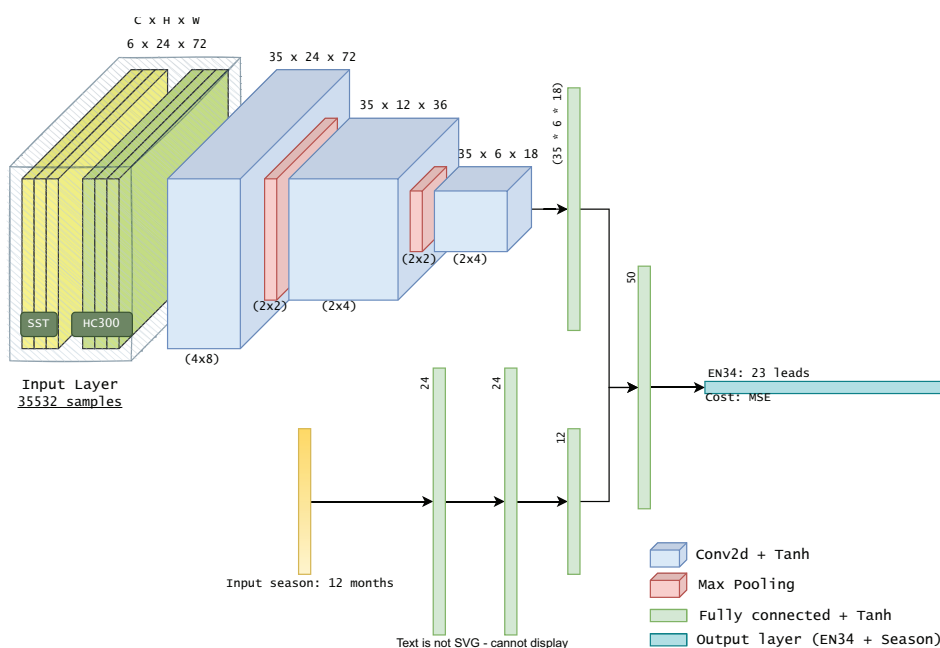 C x H x W
6 x 24 x 72
35 x 24 x 72
35 x 12 x 36
35 x 6 x 18
(35 * 6 * 18)
SST
HC300
(4x8)
(2x2)
(2x4)
(2x2)
(2x4)
Input Layer
35532 samples
50
24
24
12
EN34: 23 leads
Cost: MSE
Input season: 12 months
Conv2d + Tanh
Max Pooling
Fully connected + Tanh
Output layer (EN34 + Season)
Text is not SVG - cannot display